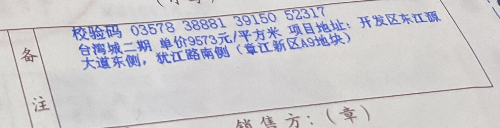 校验码 03578 38881 39150 52317
台湾城二期 单价9573元/平方米 项目地址：开发区东江源
大道东侧，犹江路南侧（章江新区A9地块）
备
注
销售方：（章）